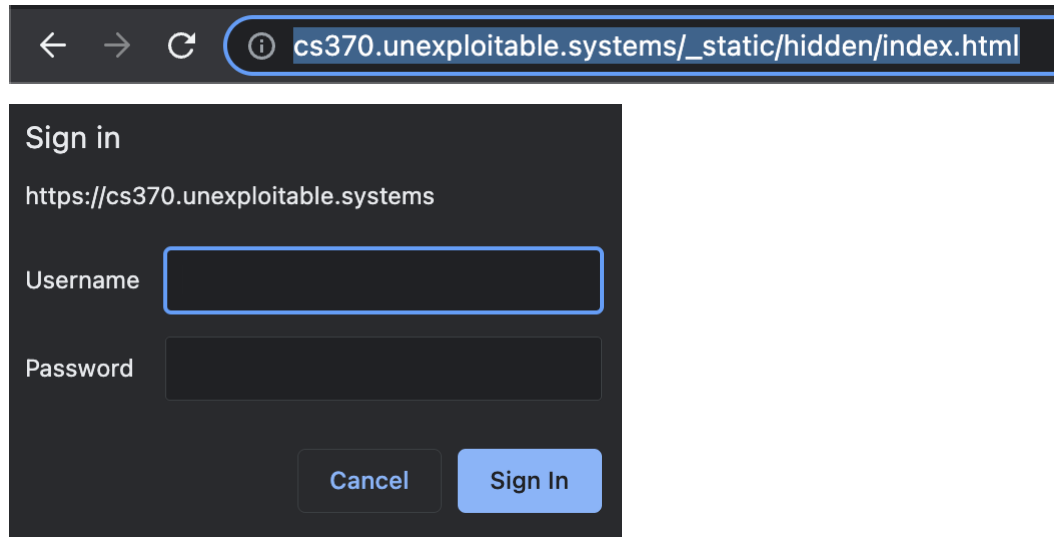 cs370.unexploitable.systems/_static/hidden/index.html
Sign in
https://cs370.unexploitable.systems
Username
Password
Cancel Sign In